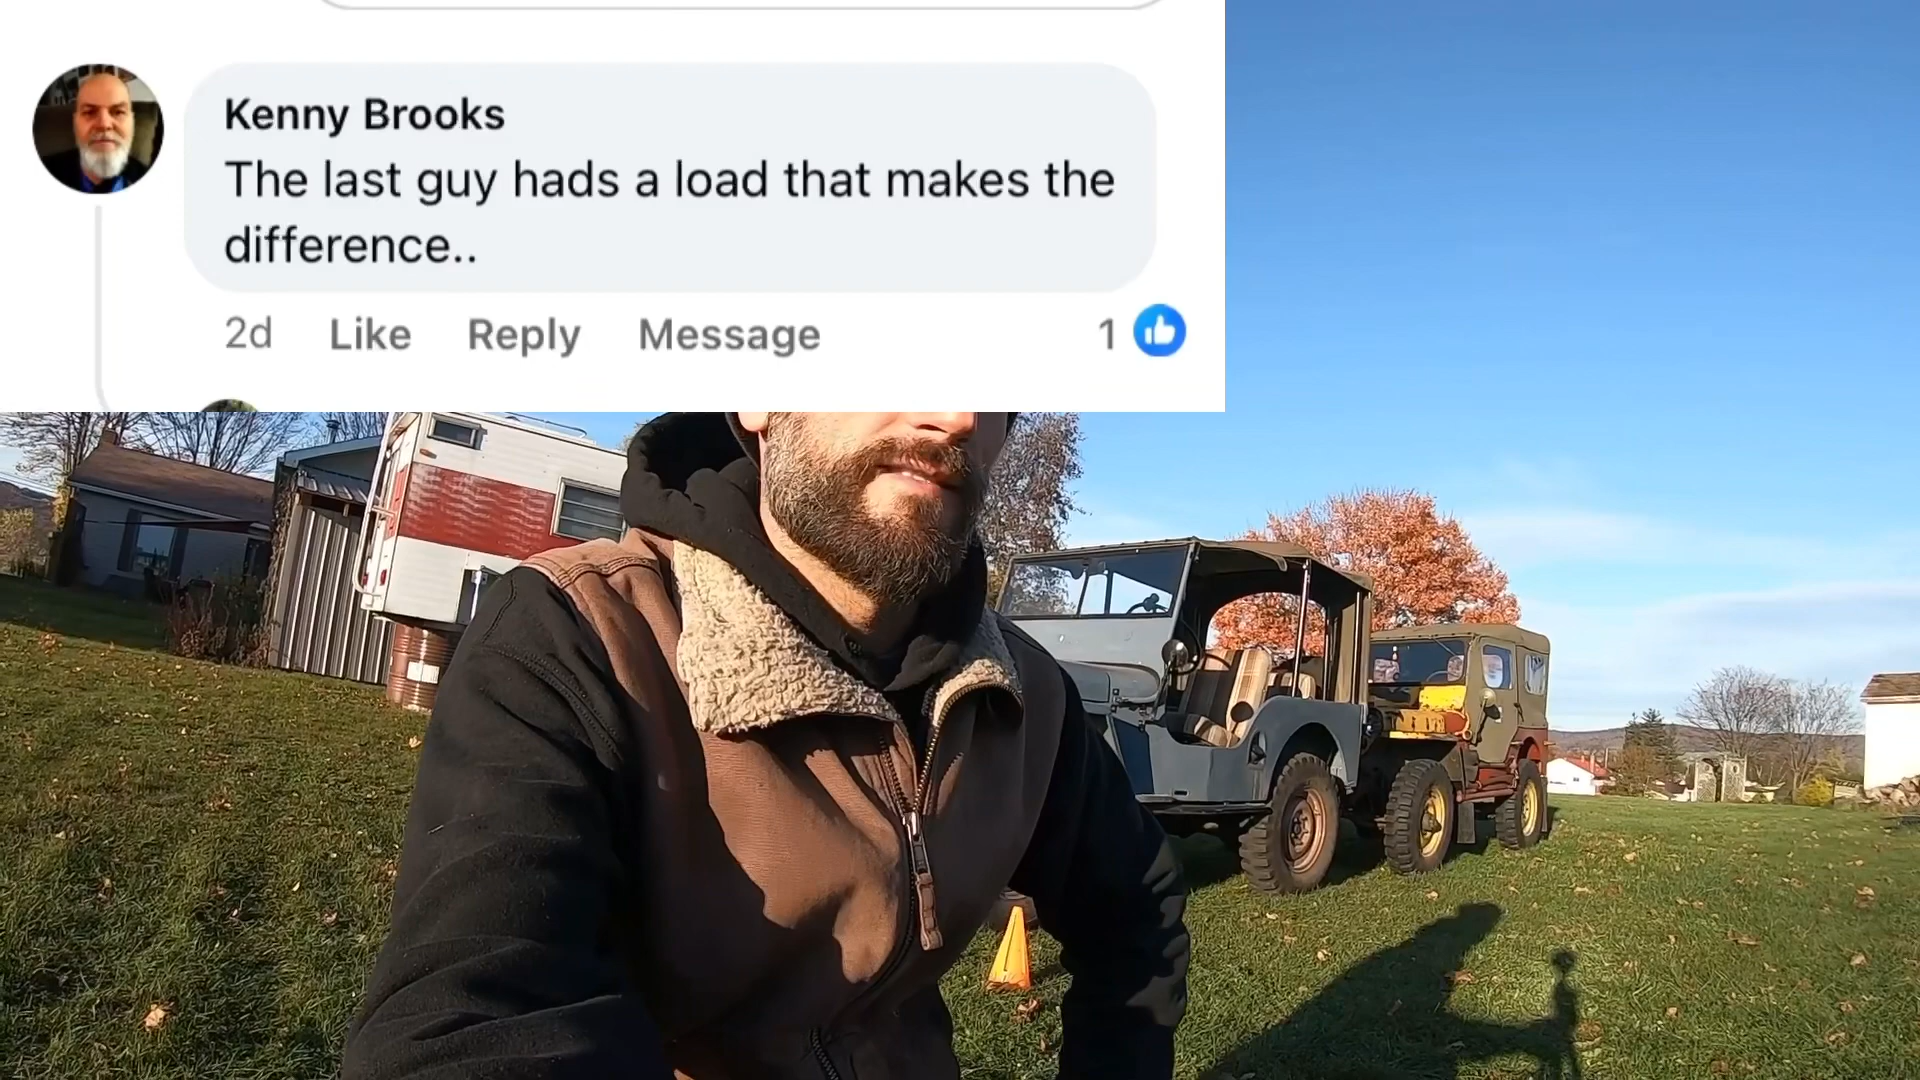 Kenny Brooks
The last guy hads a load that makes the
difference..
2d Like Reply Message 1